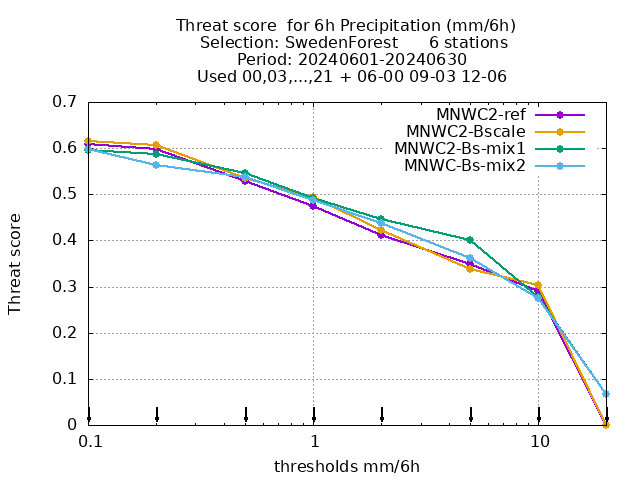 Threat score  for 6h Precipitation (mm/6h)
Selection: SwedenForest      6 stations
Period: 20240601-20240630
Used 00,03,...,21 + 06-00 09-03 12-06
MNWC2-ref
MNWC2-Bscale
MNWC2-Bs-mix1
MNWC-Bs-mix2
Threat score
0.7
0.6
0.5
0.4
0.3
0.2
0.1
0
0.1
1
10
thresholds mm/6h